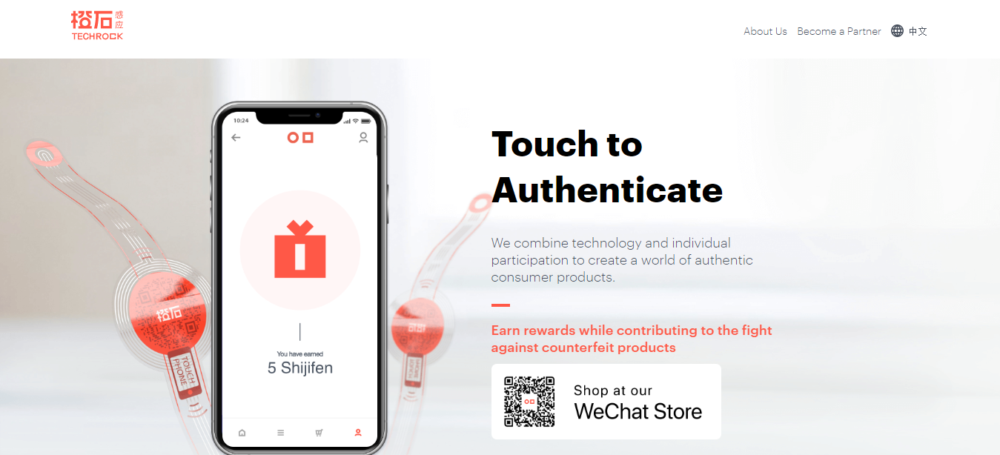 橙石 感应
TECHROCK
About Us Become a Partner 中文
10:24
You have earned
5 Shijifen
橙石
TOUCH
PHONE
Touch to
Authenticate
We combine technology and individual
participation to create a world of authentic
consumer products.
Earn rewards while contributing to the fight
against counterfeit products
Shop at our
WeChat Store